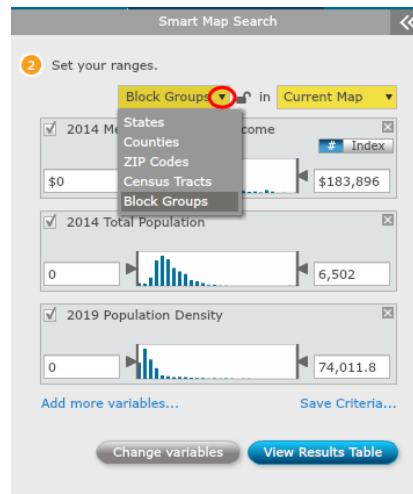 Smart Map Search
2 Set your ranges.
Block Groups in Current Map
2014 Me come
States
Counties
ZIP Codes
Census Tracts
Block Groups
# Index
$0 $183,896
2014 Total Population
0 6,502
2019 Population Density
0 74,011.8
Add more variables... Save Criteria...
Change variables View Results Table